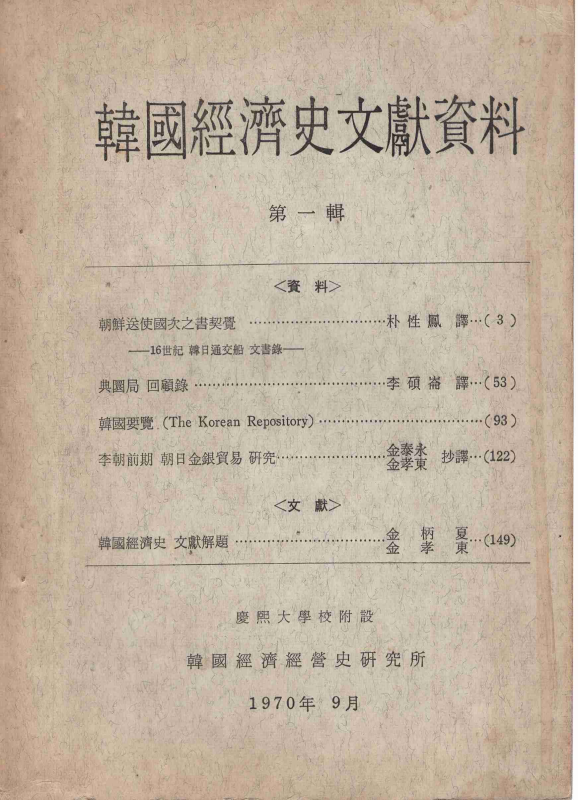 韓國經濟史文獻資料
第一輯
<資 料>
朝鮮送使國次之書契覺 ………………朴性鳳 譯…( 3 )
——16世紀 韓日通交船 文書錄——
典圜局 回顧錄 ………………李碩崙 譯…(53)
韓國要覽 (The Korean Repository) ………………(93)
李朝前期 朝日金銀貿易 硏究………………金泰永 金孝東 抄譯…(122)
<文 獻>
韓國經濟史 文獻解題 ………………金柄夏 金孝東…(149)
慶熙大學校附設
韓國經濟經營史硏究所
1970年 9月